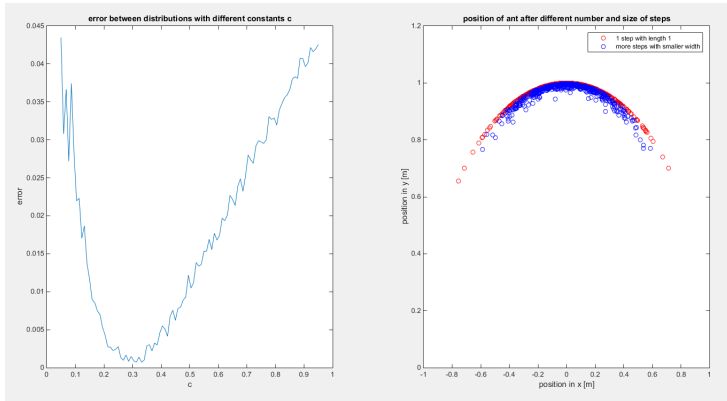 error between distributions with different constants c
0.045
0.04
0.035
0.03
0.025
0.02
0.015
0.01
0.005
0
error
0 0.1 0.2 0.3 0.4 0.5 0.6 0.7 0.8 0.9 1
c
position of ant after different number and size of steps
1 step with length 1
more steps with smaller width
1.2
1
0.8
0.6
0.4
0.2
0
position in y [m]
-1 -0.8 -0.6 -0.4 -0.2 0 0.2 0.4 0.6 0.8 1
position in x [m]